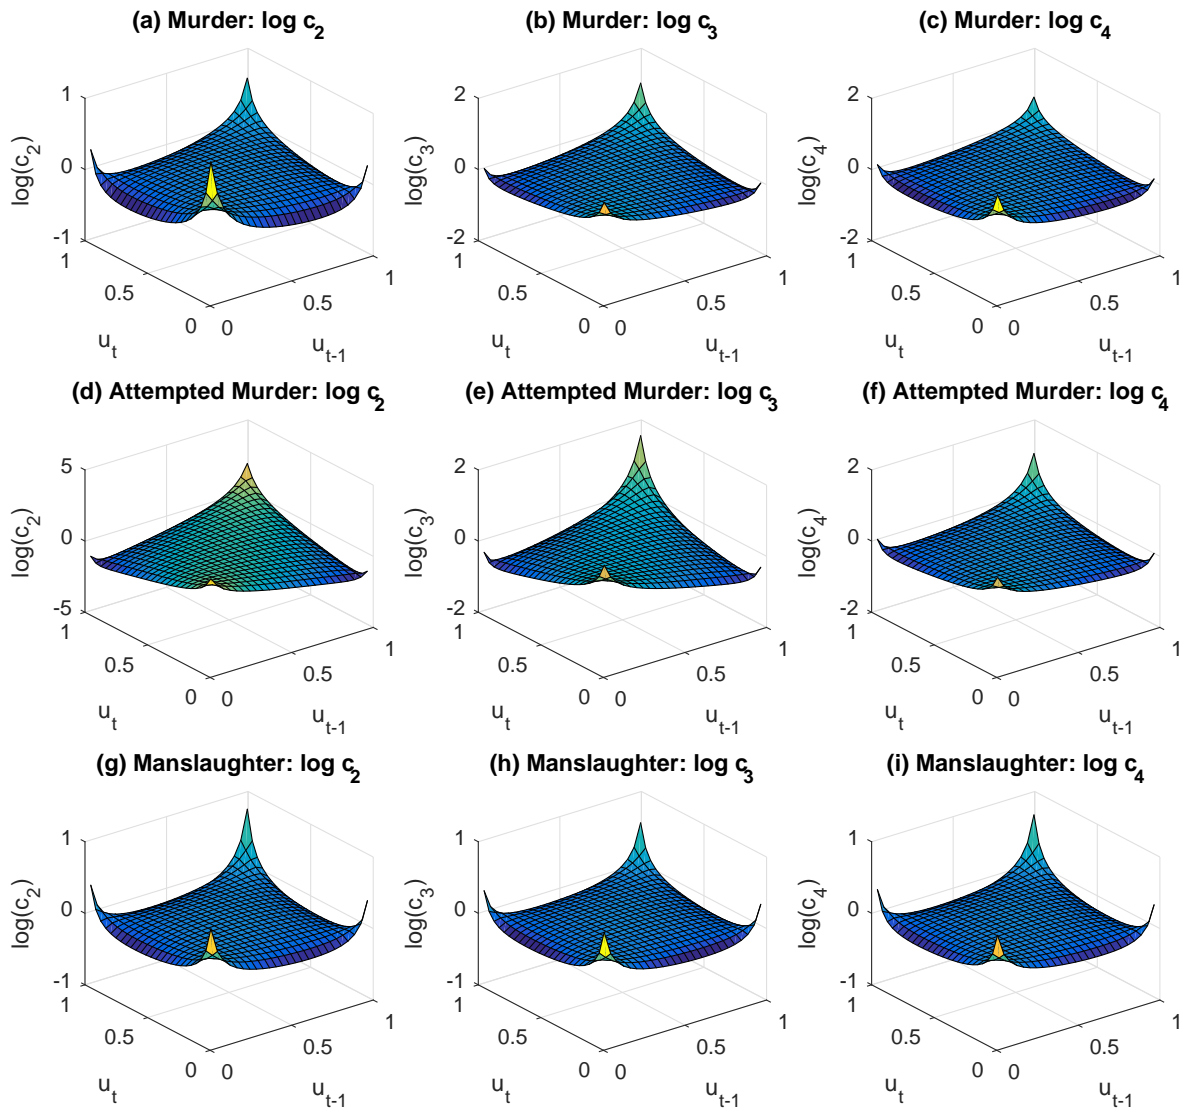 (a) Murder: log c2
(b) Murder: log c3
(c) Murder: log c4
1
0
-1
log(c2)
1
0.5
0
0
0.5
1
ut
ut-1
2
0
-2
log(c3)
1
0.5
0
0
0.5
1
ut
ut-1
2
0
-2
log(c4)
1
0.5
0
0
0.5
1
ut
ut-1
(d) Attempted Murder: log c2
(e) Attempted Murder: log c3
(f) Attempted Murder: log c4
5
0
-5
log(c2)
1
0.5
0
0
0.5
1
ut
ut-1
2
0
-2
log(c3)
1
0.5
0
0
0.5
1
ut
ut-1
2
0
-2
log(c4)
1
0.5
0
0
0.5
1
ut
ut-1
(g) Manslaughter: log c2
(h) Manslaughter: log c3
(i) Manslaughter: log c4
1
0
-1
log(c2)
1
0.5
0
0
0.5
1
ut
ut-1
1
0
-1
log(c3)
1
0.5
0
0
0.5
1
ut
ut-1
1
0
-1
log(c4)
1
0.5
0
0
0.5
1
ut
ut-1